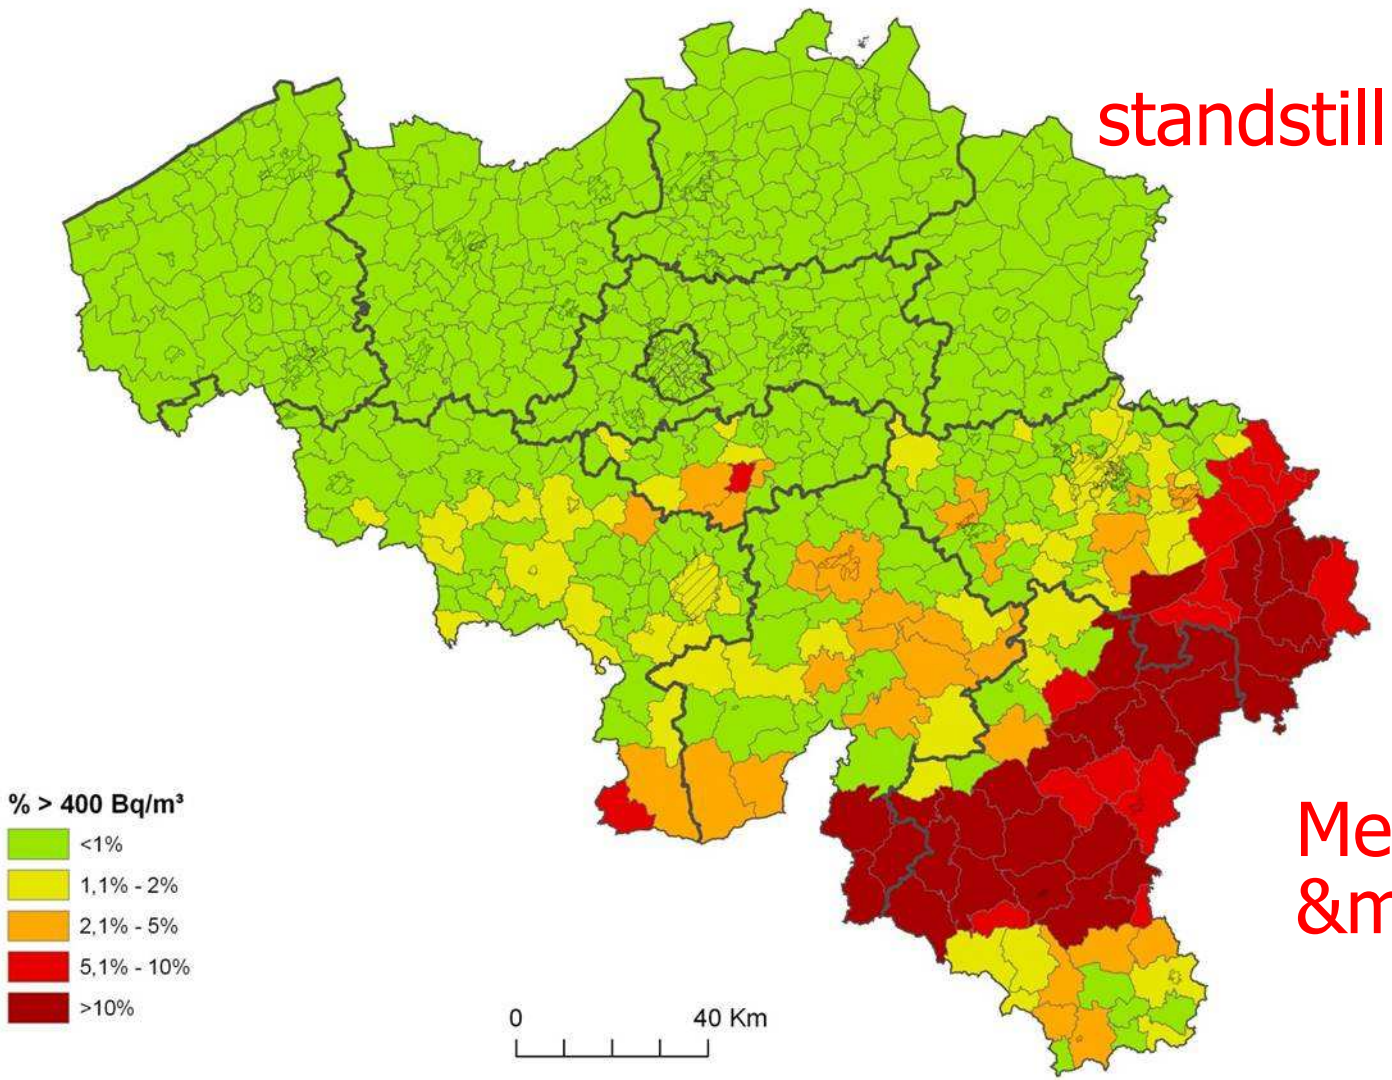 standstill
Me
&m
% > 400 Bq/m³
<1%
1,1% - 2%
2,1% - 5%
5,1% - 10%
>10%
0 40 Km